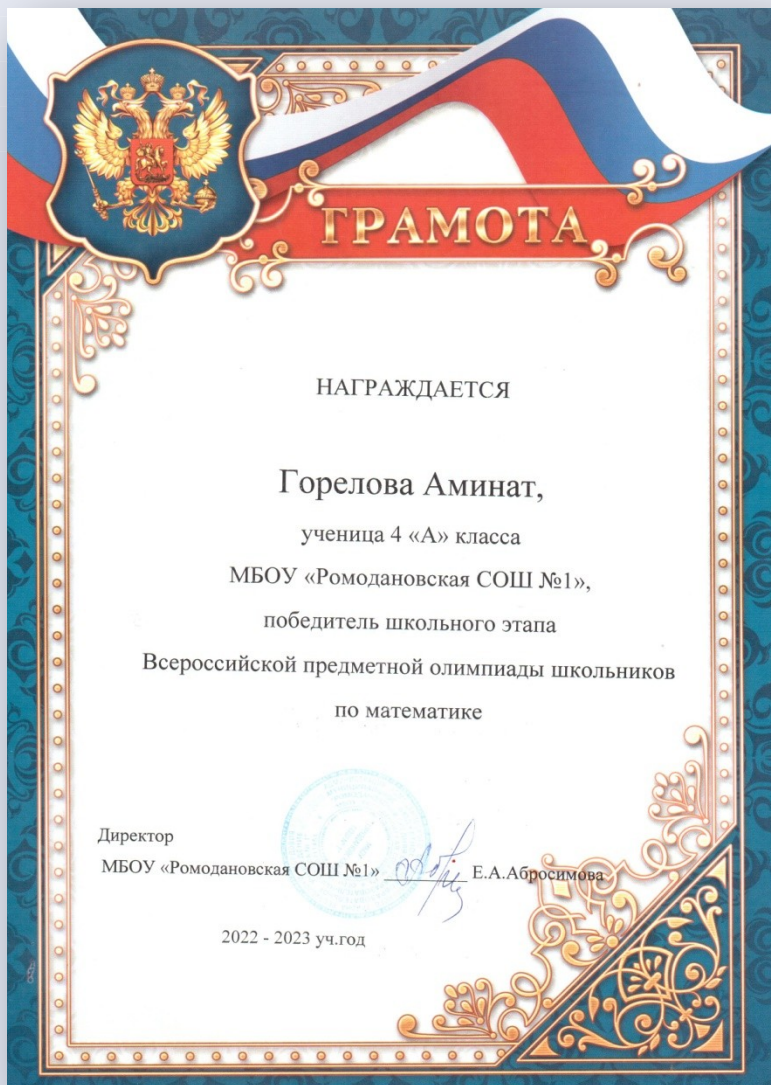 ГРАМОТА
НАГРАЖДАЕТСЯ
Горелова Аминат,
ученица 4 «А» класса
МБОУ «Ромодановская СОШ №1»,
победитель школьного этапа
Всероссийской предметной олимпиады школьников
по математике
Директор
МБОУ «Ромодановская СОШ №1» ________ Е.А.Абросимова
2022 - 2023 уч.год